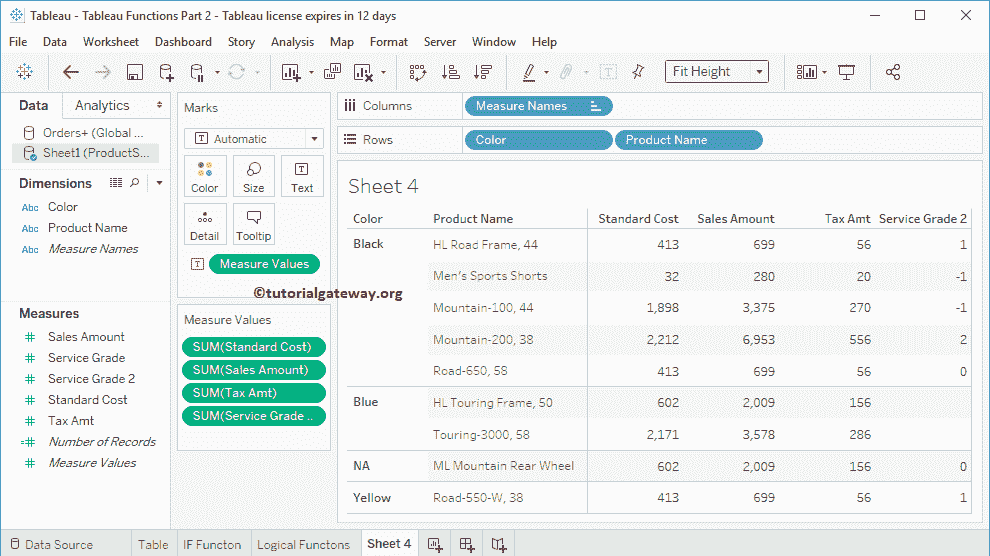 Tableau - Tableau Functions Part 2 - Tableau license expires in 12 days
File Data Worksheet Dashboard Story Analysis Map Format Server Window Help
Fit Height
Data Analytics
Orders+ (Global ...
Sheet1 (ProductS...
Dimensions
Abc Color
Abc Product Name
Abc Measure Names
Measures
# Sales Amount
# Service Grade
# Service Grade 2
# Standard Cost
# Tax Amt
=# Number of Records
# Measure Values
Marks
T Automatic
Color Size Text
Detail Tooltip
T Measure Values
©tutorialgateway.org
Measure Values
SUM(Standard Cost)
SUM(Sales Amount)
SUM(Tax Amt)
SUM(Service Grade ..
Columns Measure Names
Rows Color Product Name
Sheet 4
Color Product Name Standard Cost Sales Amount Tax Amt Service Grade 2
Black HL Road Frame, 44 413 699 56 1
Men's Sports Shorts 32 280 20 -1
Mountain-100, 44 1,898 3,375 270 -1
Mountain-200, 38 2,212 6,953 556 2
Road-650, 58 413 699 56 0
Blue HL Touring Frame, 50 602 2,009 156
Touring-3000, 58 2,171 3,578 286
NA ML Mountain Rear Wheel 602 2,009 156 0
Yellow Road-550-W, 38 413 699 56 1
Data Source Table IF Functon Logical Functons Sheet 4